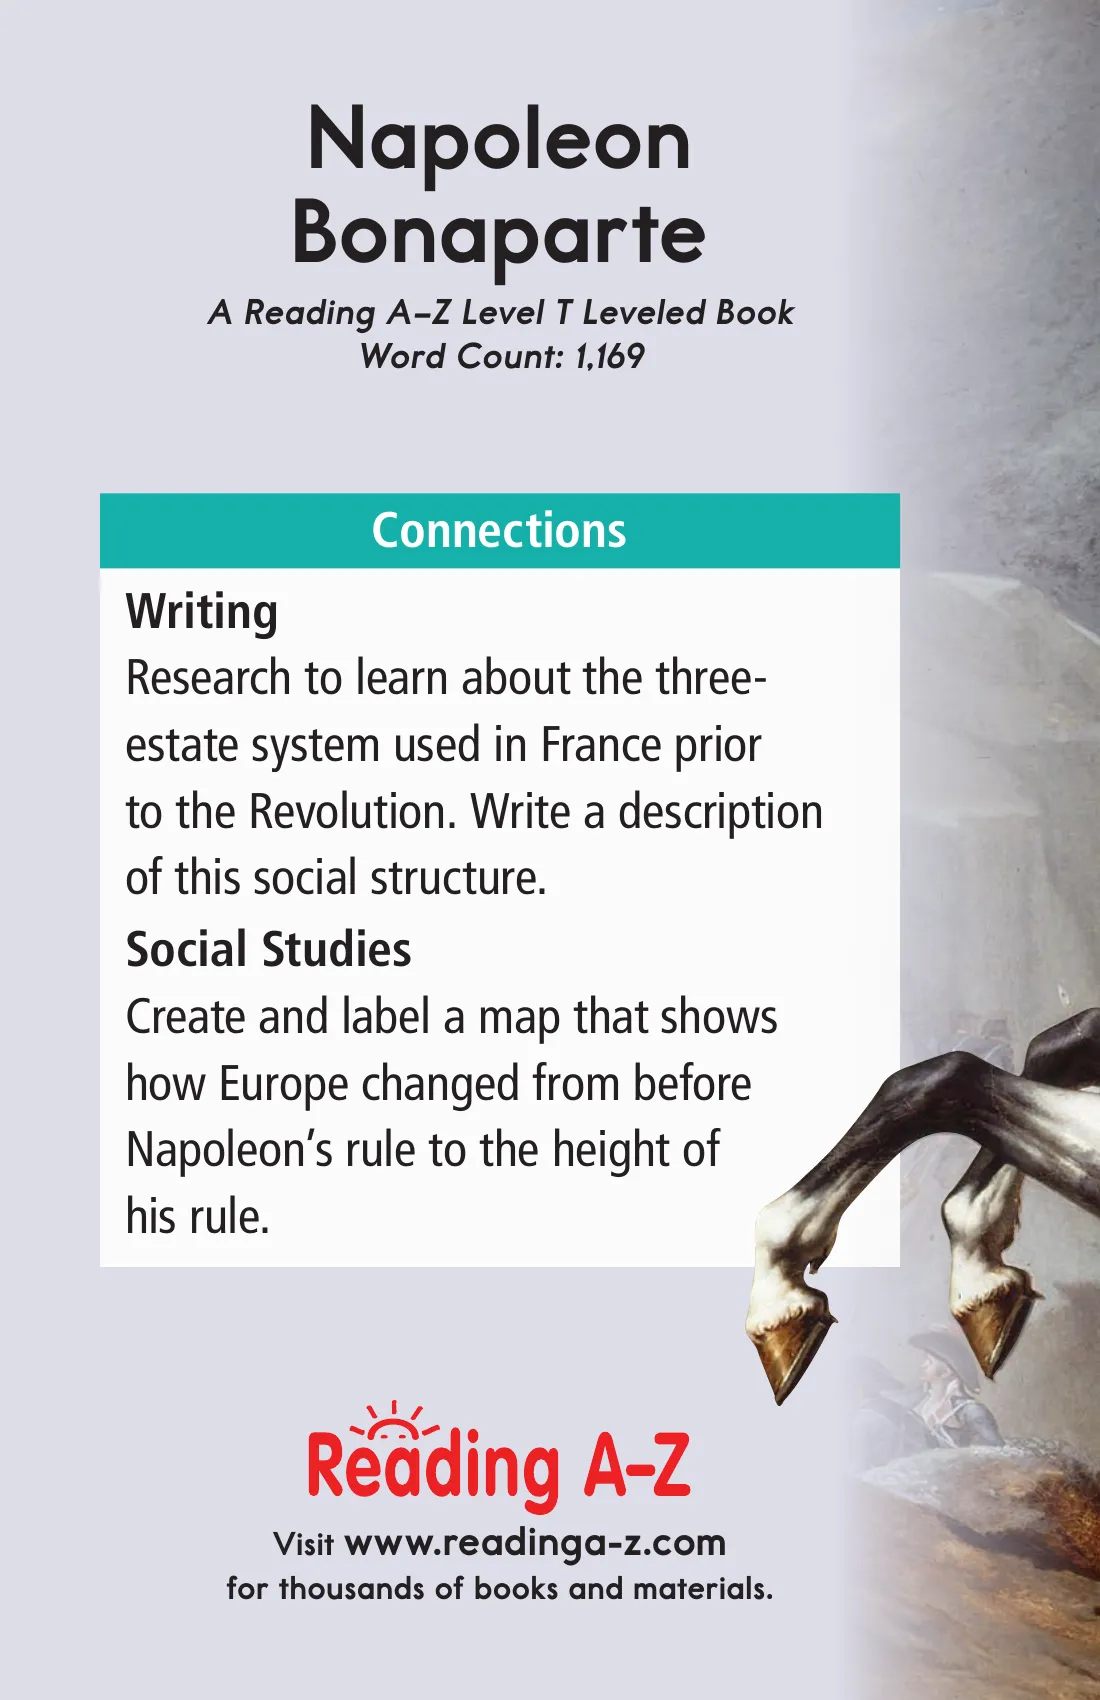 Napoleon
Bonaparte
A Reading A–Z Level T Leveled Book
Word Count: 1,169
Connections
Writing
Research to learn about the three-
estate system used in France prior
to the Revolution. Write a description
of this social structure.
Social Studies
Create and label a map that shows
how Europe changed from before
Napoleon’s rule to the height of
his rule.
Reading A–Z
Visit www.readinga-z.com
for thousands of books and materials.